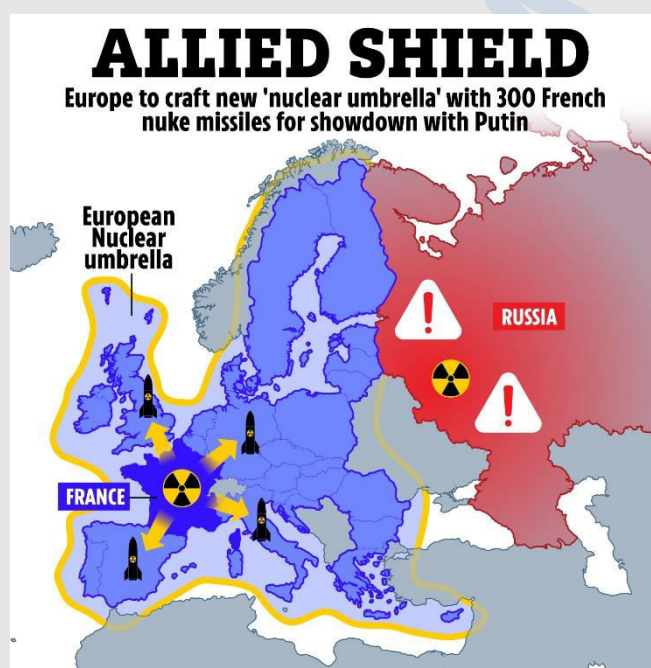 ALLIED SHIELD
Europe to craft new 'nuclear umbrella' with 300 French
nuke missiles for showdown with Putin
European
Nuclear
umbrella
RUSSIA
FRANCE